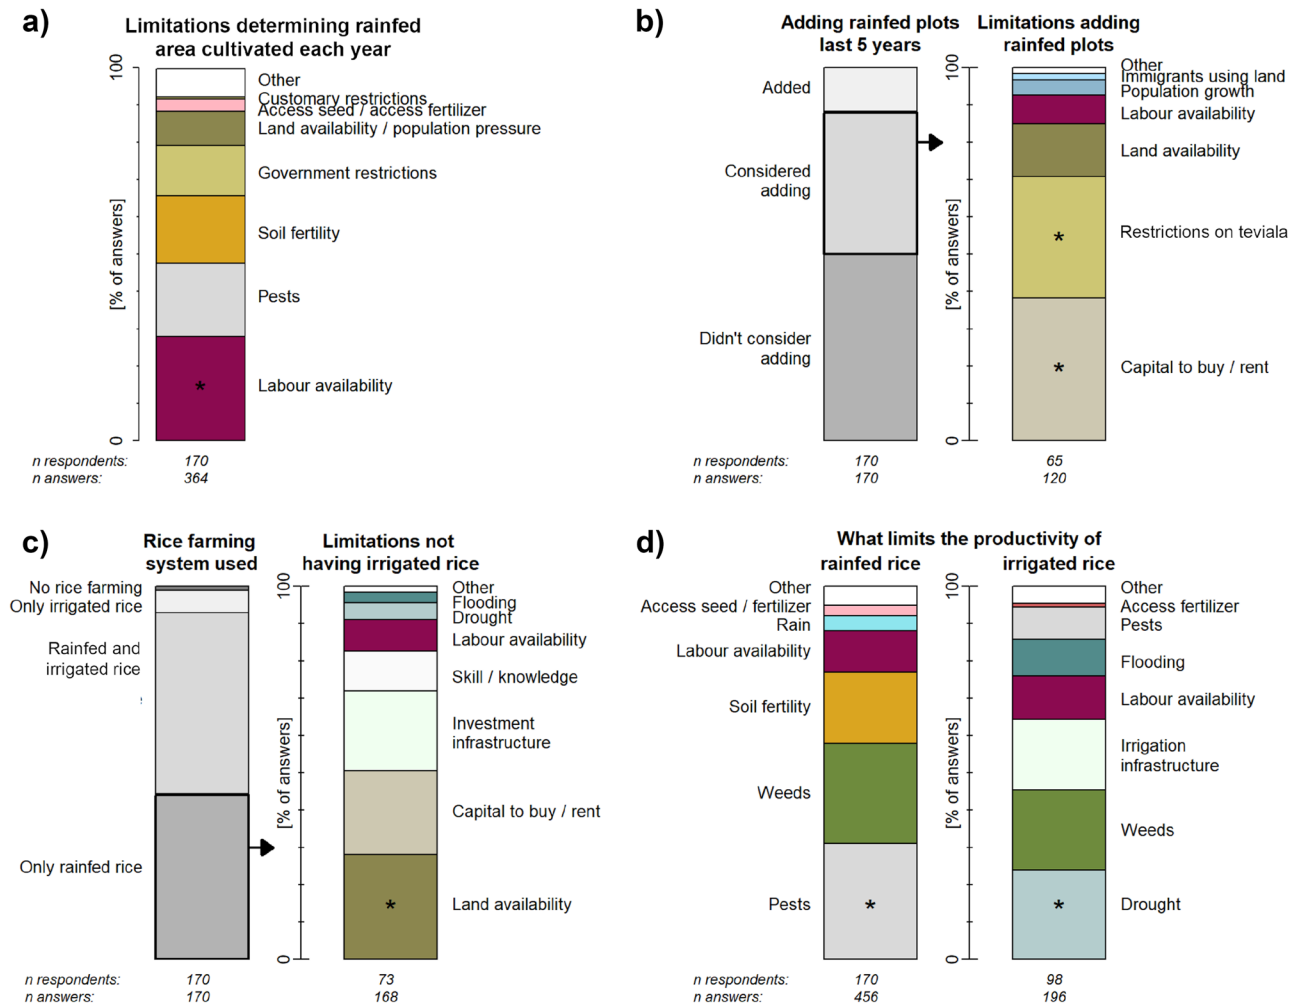 a)
Limitations determining rainfed
area cultivated each year
100
[% of answers]
0
Other
Customary restrictions
Access seed / access fertilizer
Land availability / population pressure
Government restrictions
Soil fertility
Pests
*
Labour availability
n respondents: 170
n answers: 364
b)
Adding rainfed plots
last 5 years
Added
Considered
adding
Didn't consider
adding
n respondents: 170
n answers: 170
Limitations adding
rainfed plots
100
[% of answers]
0
Other
Immigrants using land
Population growth
Labour availability
Land availability
*
Restrictions on teviala
*
Capital to buy / rent
65
120
c)
Rice farming
system used
No rice farming
Only irrigated rice
Rainfed and
irrigated rice
Only rainfed rice
n respondents: 170
n answers: 170
Limitations not
having irrigated rice
100
[% of answers]
0
Other
Flooding
Drought
Labour availability
Skill / knowledge
Investment
infrastructure
Capital to buy / rent
*
Land availability
73
168
d)
What limits the productivity of
rainfed rice
irrigated rice
Other
Access seed / fertilizer
Rain
Labour availability
Soil fertility
Weeds
Pests
*
n respondents: 170
n answers: 456
100
[% of answers]
0
Other
Access fertilizer
Pests
Flooding
Labour availability
Irrigation
infrastructure
Weeds
*
Drought
98
196